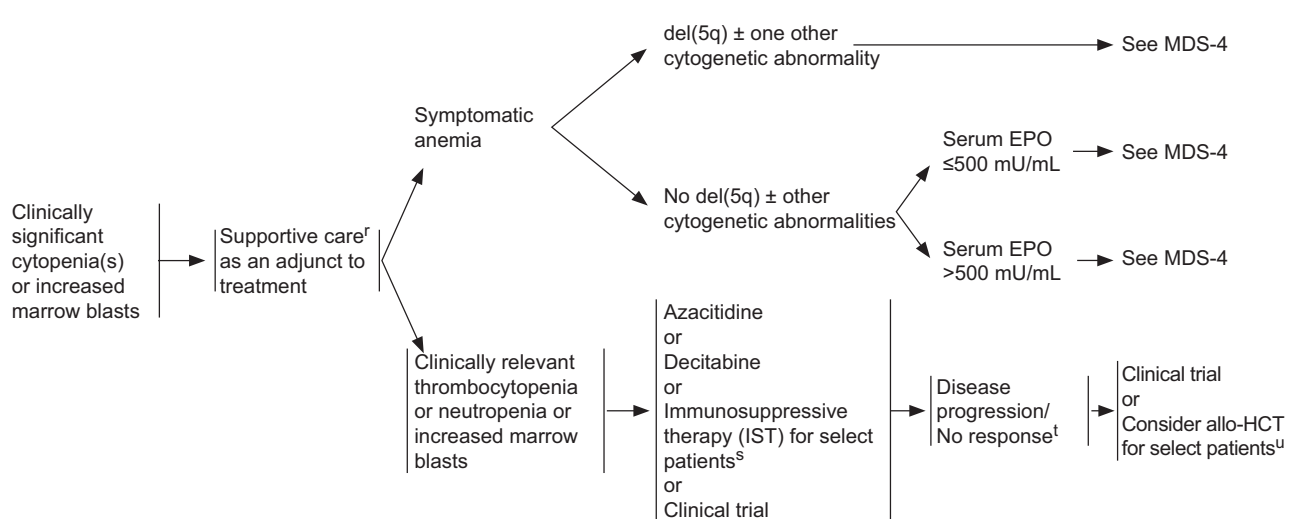 Clinically
significant
cytopenia(s)
or increased
marrow blasts
Supportive careʳ
as an adjunct to
treatment
Symptomatic
anemia
del(5q) ± one other
cytogenetic abnormality
See MDS-4
No del(5q) ± other
cytogenetic abnormalities
Serum EPO
≤500 mU/mL
See MDS-4
Serum EPO
>500 mU/mL
See MDS-4
Clinically relevant
thrombocytopenia
or neutropenia or
increased marrow
blasts
Azacitidine
or
Decitabine
or
Immunosuppressive
therapy (IST) for select
patientsˢ
or
Clinical trial
Disease
progression/
No responseᵗ
Clinical trial
or
Consider allo-HCT
for select patientsᵘ